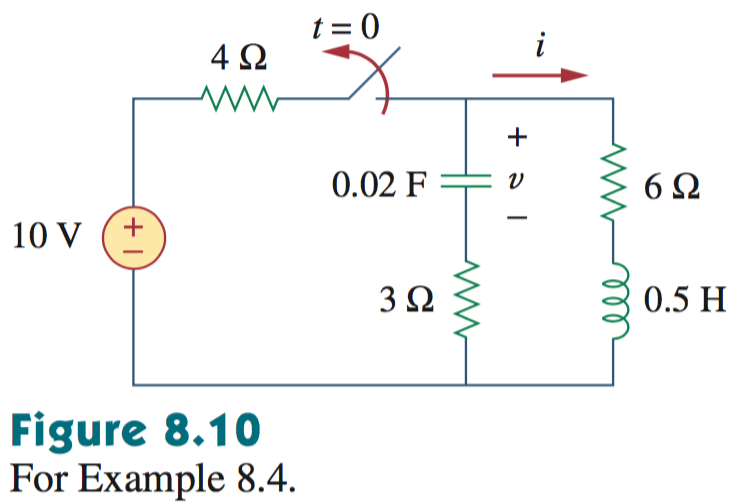 t = 0
4 Ω
i
+
0.02 F
v
6 Ω
10 V
+
−
−
3 Ω
0.5 H
Figure 8.10
For Example 8.4.